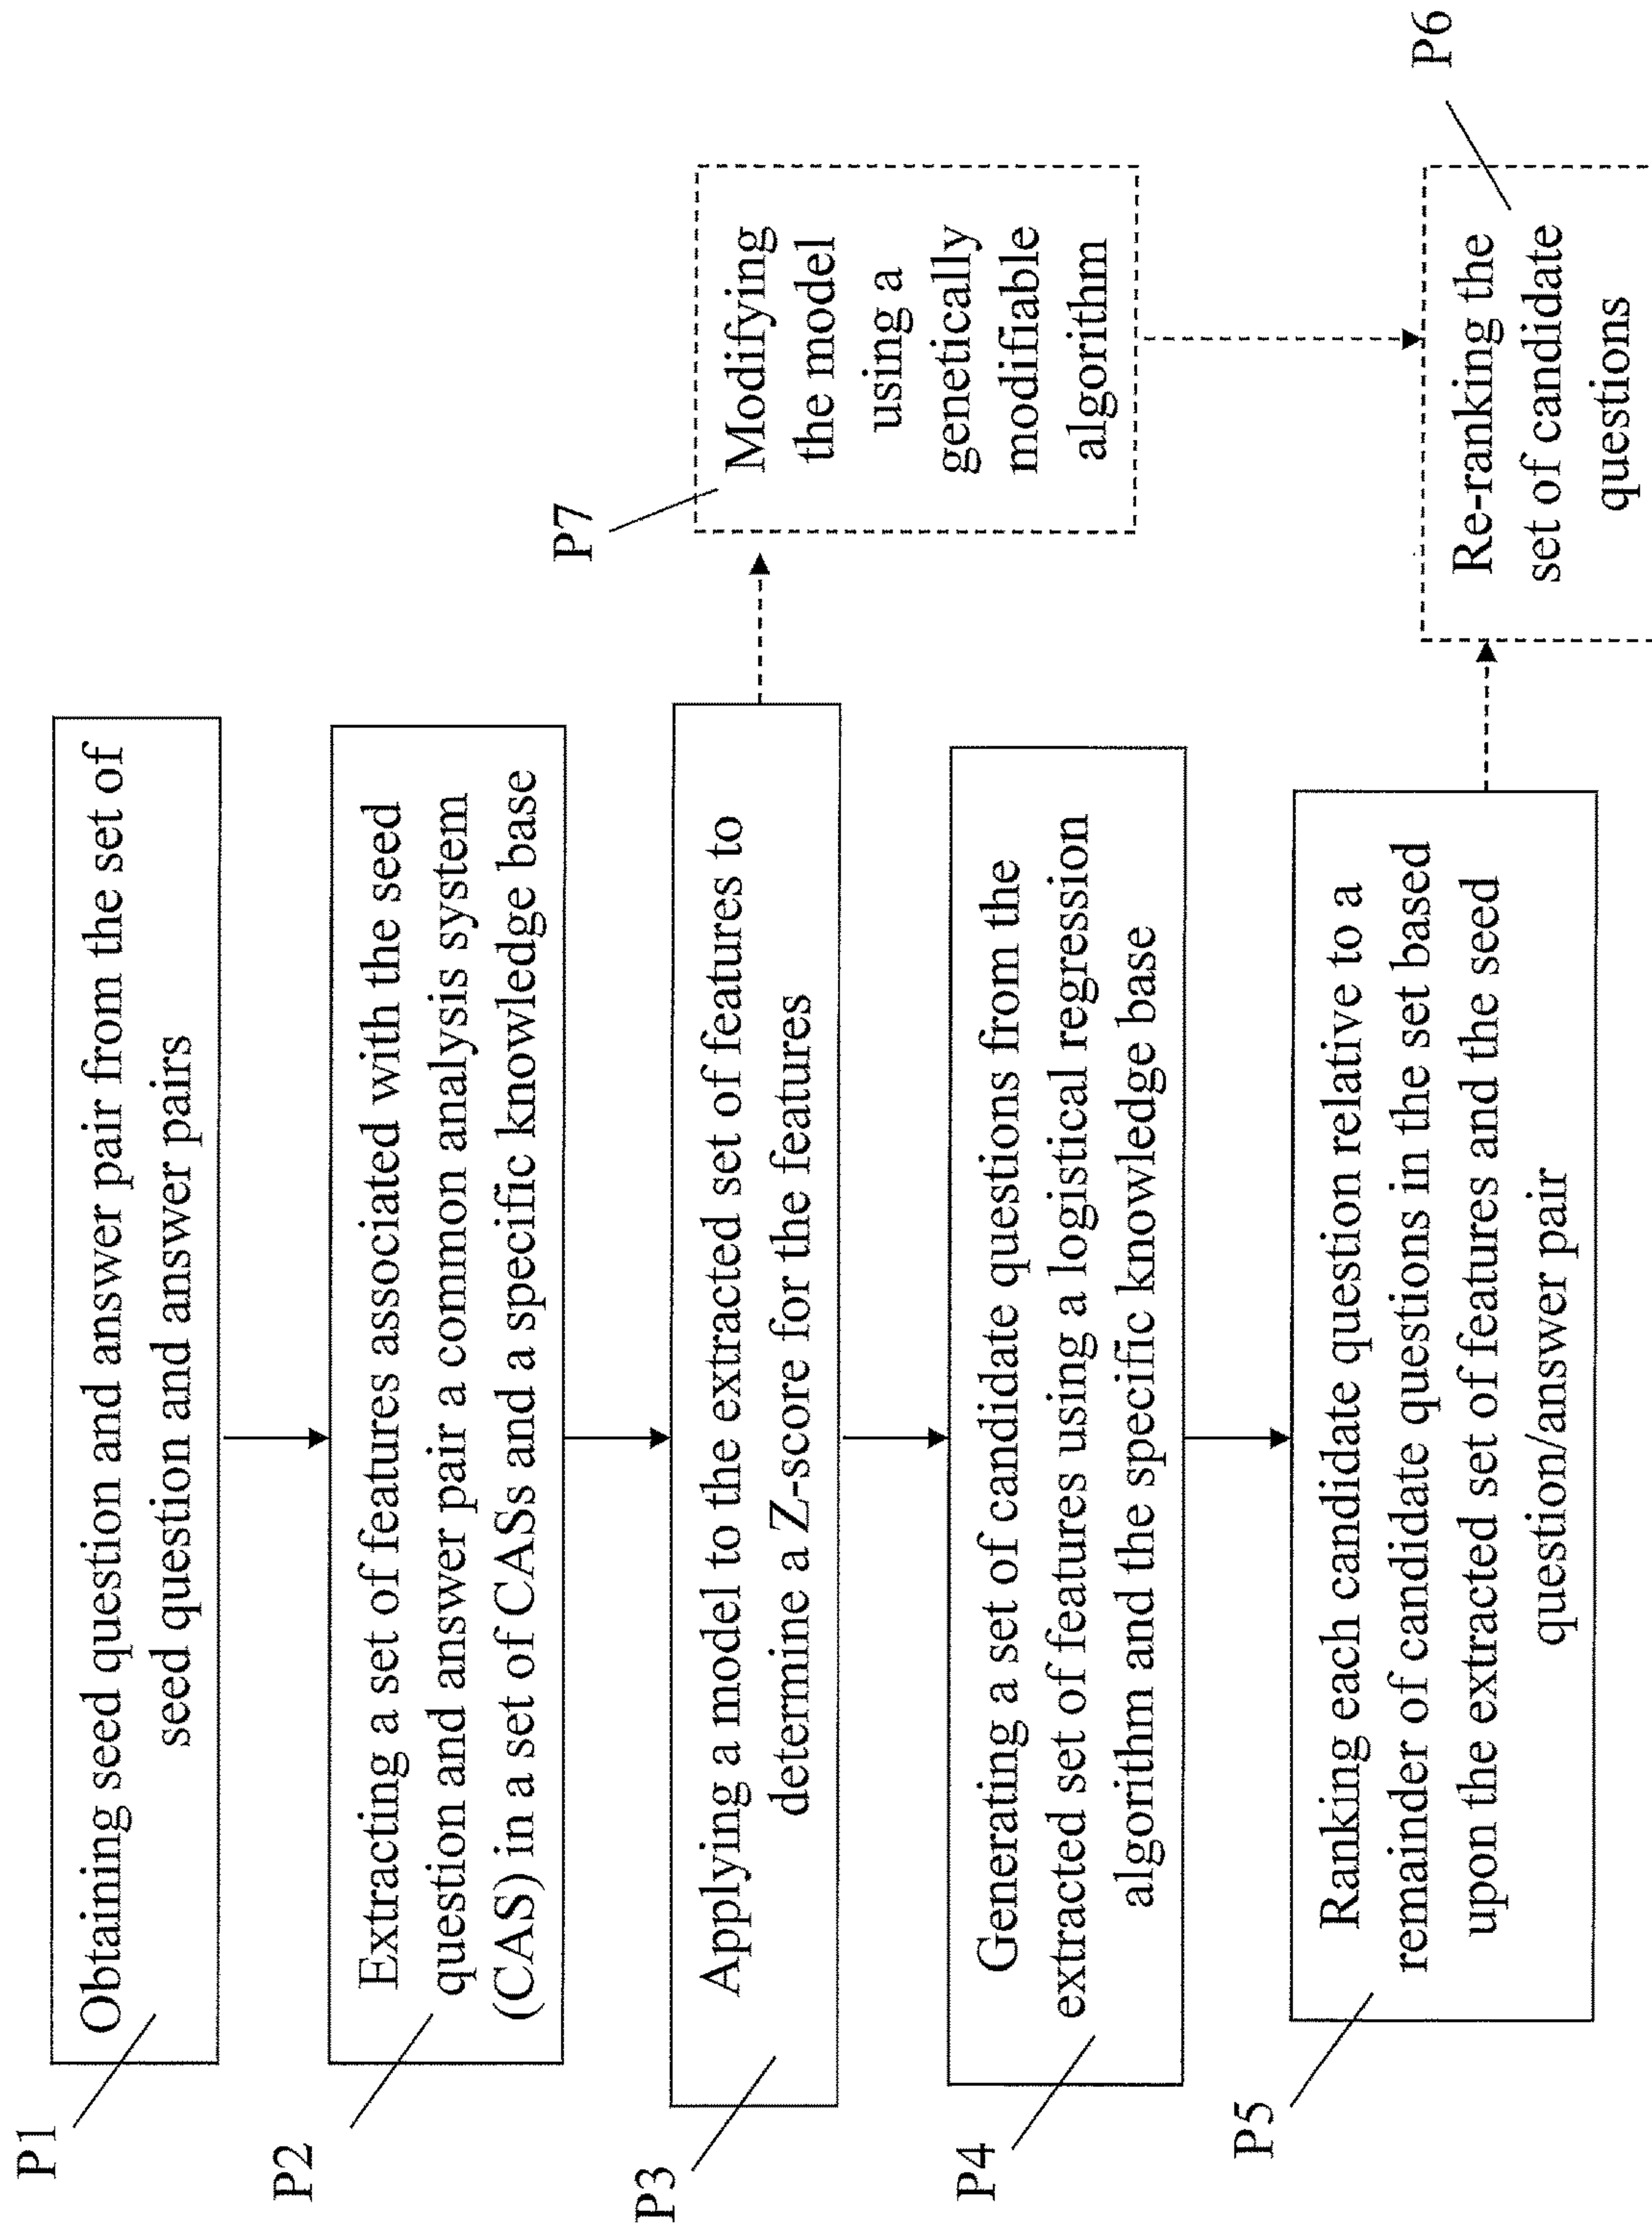 P1
Obtaining seed question and answer pair from the set of
seed question and answer pairs
P2
Extracting a set of features associated with the seed
question and answer pair a common analysis system
(CAS) in a set of CASs and a specific knowledge base
P3
Applying a model to the extracted set of features to
determine a Z-score for the features
P7
Modifying
the model
using a
genetically
modifiable
algorithm
P4
Generating a set of candidate questions from the
extracted set of features using a logistical regression
algorithm and the specific knowledge base
P5
Ranking each candidate question relative to a
remainder of candidate questions in the set based
upon the extracted set of features and the seed
question/answer pair
P6
Re-ranking the
set of candidate
questions